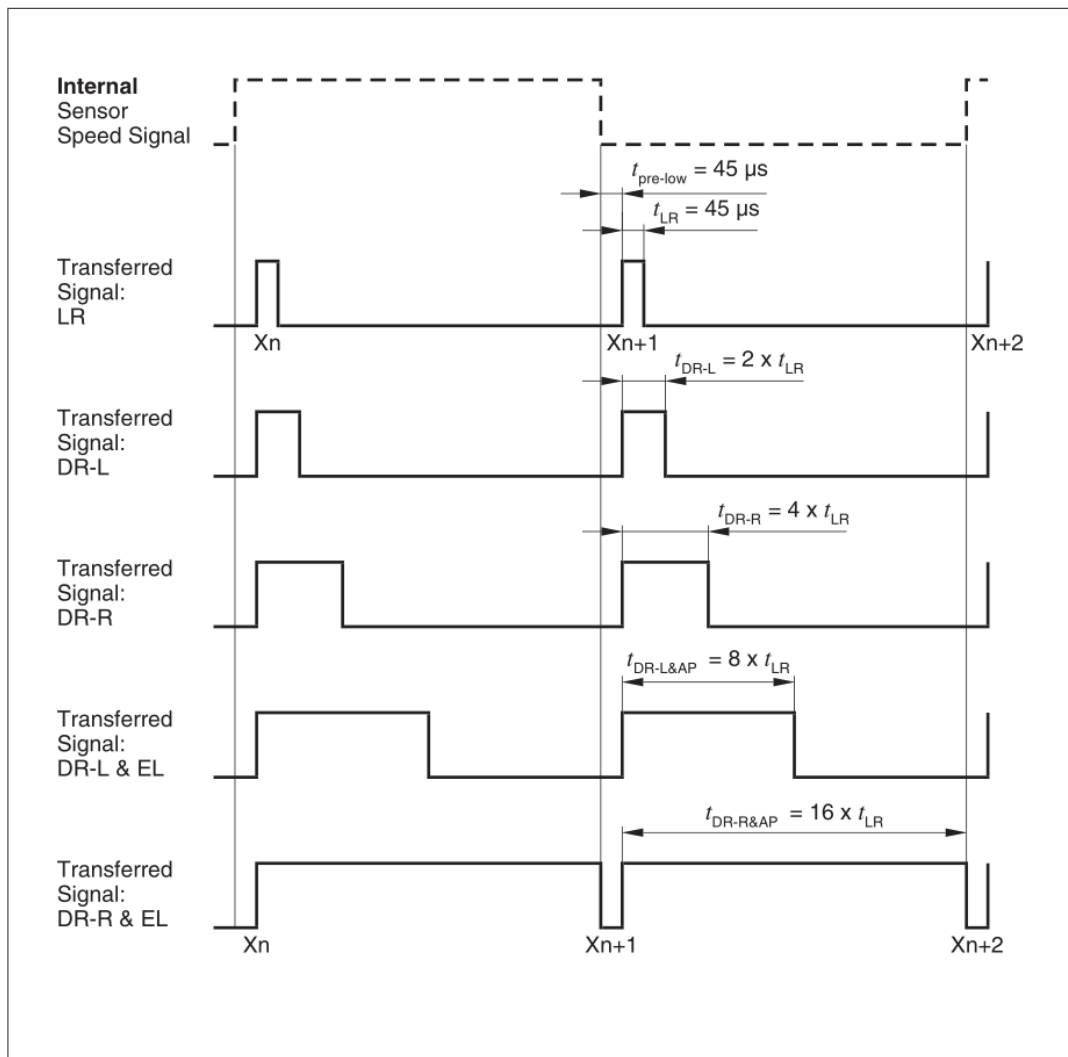 Internal
Sensor
Speed Signal
tpre-low = 45 µs
tLR = 45 µs
Transferred
Signal:
LR
Xn
Xn+1
Xn+2
tDR-L = 2 x tLR
Transferred
Signal:
DR-L
tDR-R = 4 x tLR
Transferred
Signal:
DR-R
tDR-L&AP = 8 x tLR
Transferred
Signal:
DR-L & EL
tDR-R&AP = 16 x tLR
Transferred
Signal:
DR-R & EL
Xn
Xn+1
Xn+2